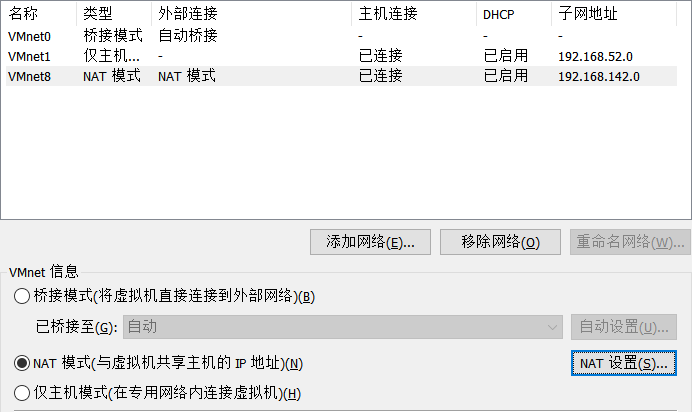 名称 类型 外部连接 主机连接 DHCP 子网地址
VMnet0 桥接模式 自动桥接 - - -
VMnet1 仅主机... - 已连接 已启用 192.168.52.0
VMnet8 NAT 模式 NAT 模式 已连接 已启用 192.168.142.0
添加网络(E)... 移除网络(O) 重命名网络(W)...
VMnet 信息
桥接模式(将虚拟机直接连接到外部网络)(B)
已桥接至(G): 自动 自动设置(U)...
NAT 模式(与虚拟机共享主机的 IP 地址)(N) NAT 设置(S)...
仅主机模式(在专用网络内连接虚拟机)(H)